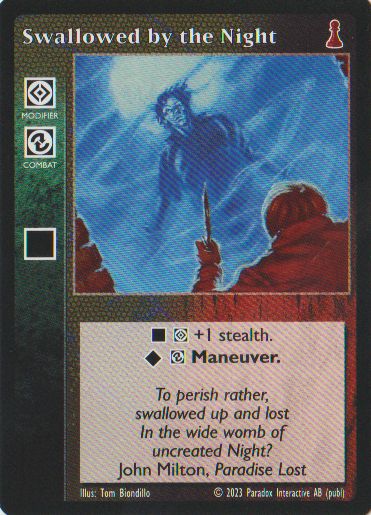 Swallowed by the Night
MODIFIER
COMBAT
+1 stealth.
Maneuver.
To perish rather,
swallowed up and lost
In the wide womb of
uncreated Night?
John Milton, Paradise Lost
Illus: Tom Biondillo © 2023 Paradox Interactive AB (publ)